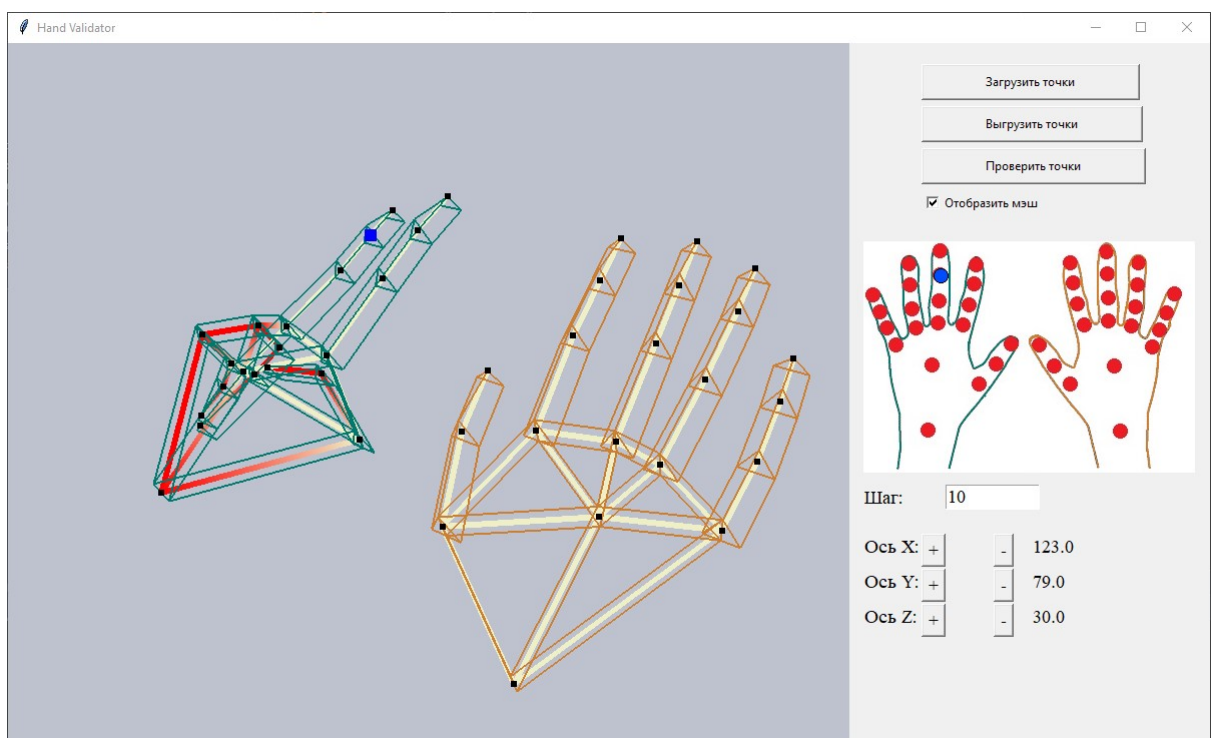 Hand Validator
Загрузить точки
Выгрузить точки
Проверить точки
Отобразить мэш
Шаг: 10
Ось X: + - 123.0
Ось Y: + - 79.0
Ось Z: + - 30.0